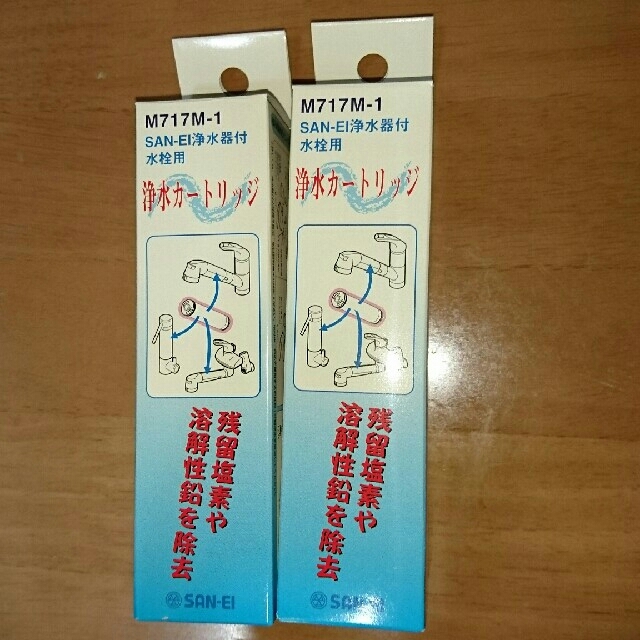 M717M-1
SAN-EI浄水器付
水栓用
浄水カートリッジ
残留塩素や
溶解性鉛を除去
SAN-EI
M717M-1
SAN-EI浄水器付
水栓用
浄水カートリッジ
残留塩素や
溶解性鉛を除去
SAN-EI